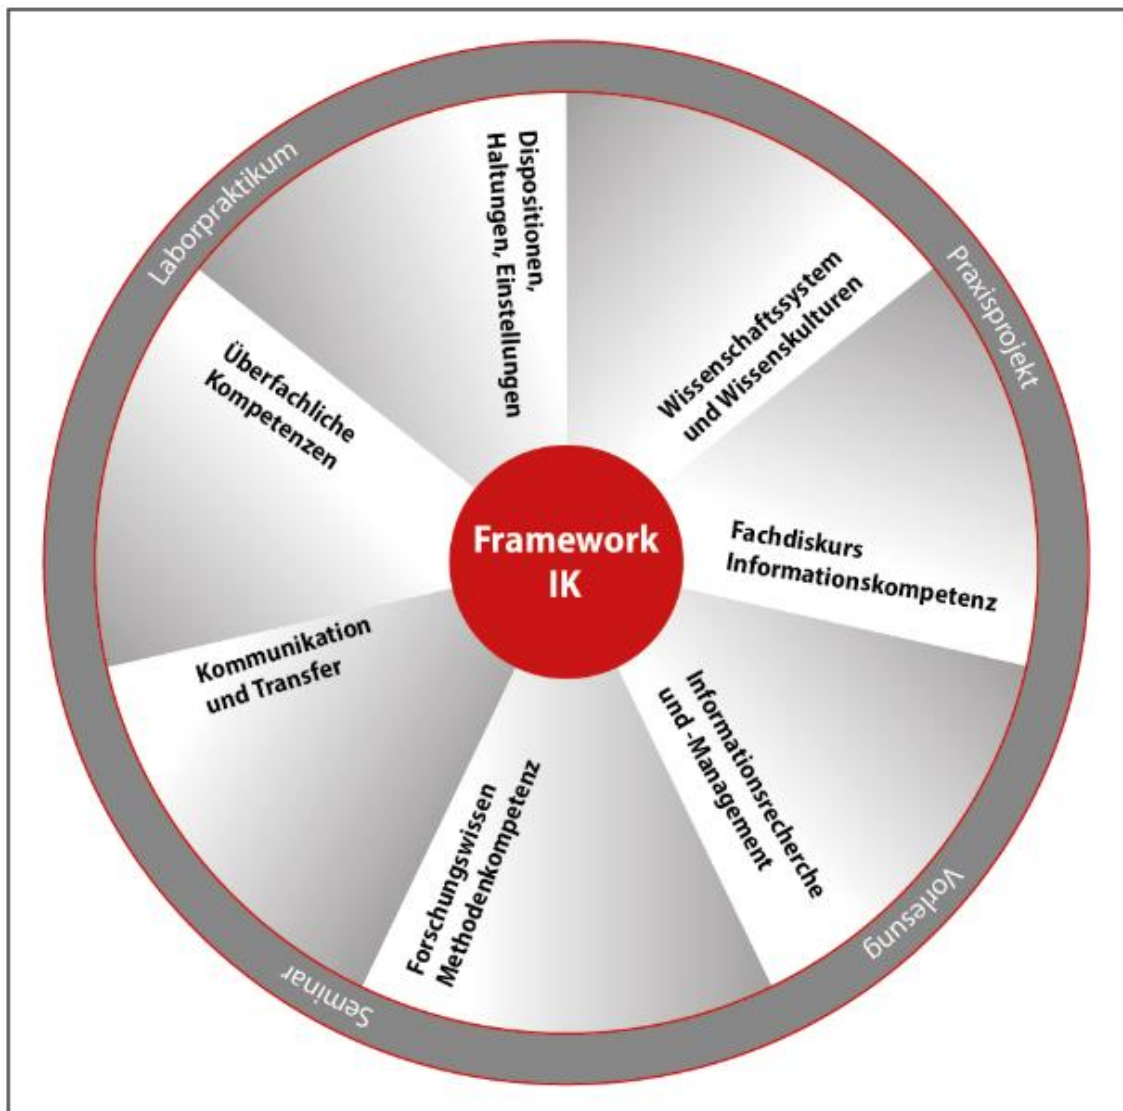 Laborpraktikum
Praxisprojekt
Vorlesung
Seminar
Dispositionen,
Haltungen, Einstellungen
Wissenschaftssystem
und Wissenskulturen
Fachdiskurs
Informationskompetenz
Informationsrecherche
und -Management
Forschungswissen
Methodenkompetenz
Kommunikation
und Transfer
Überfachliche
Kompetenzen
Framework
IK